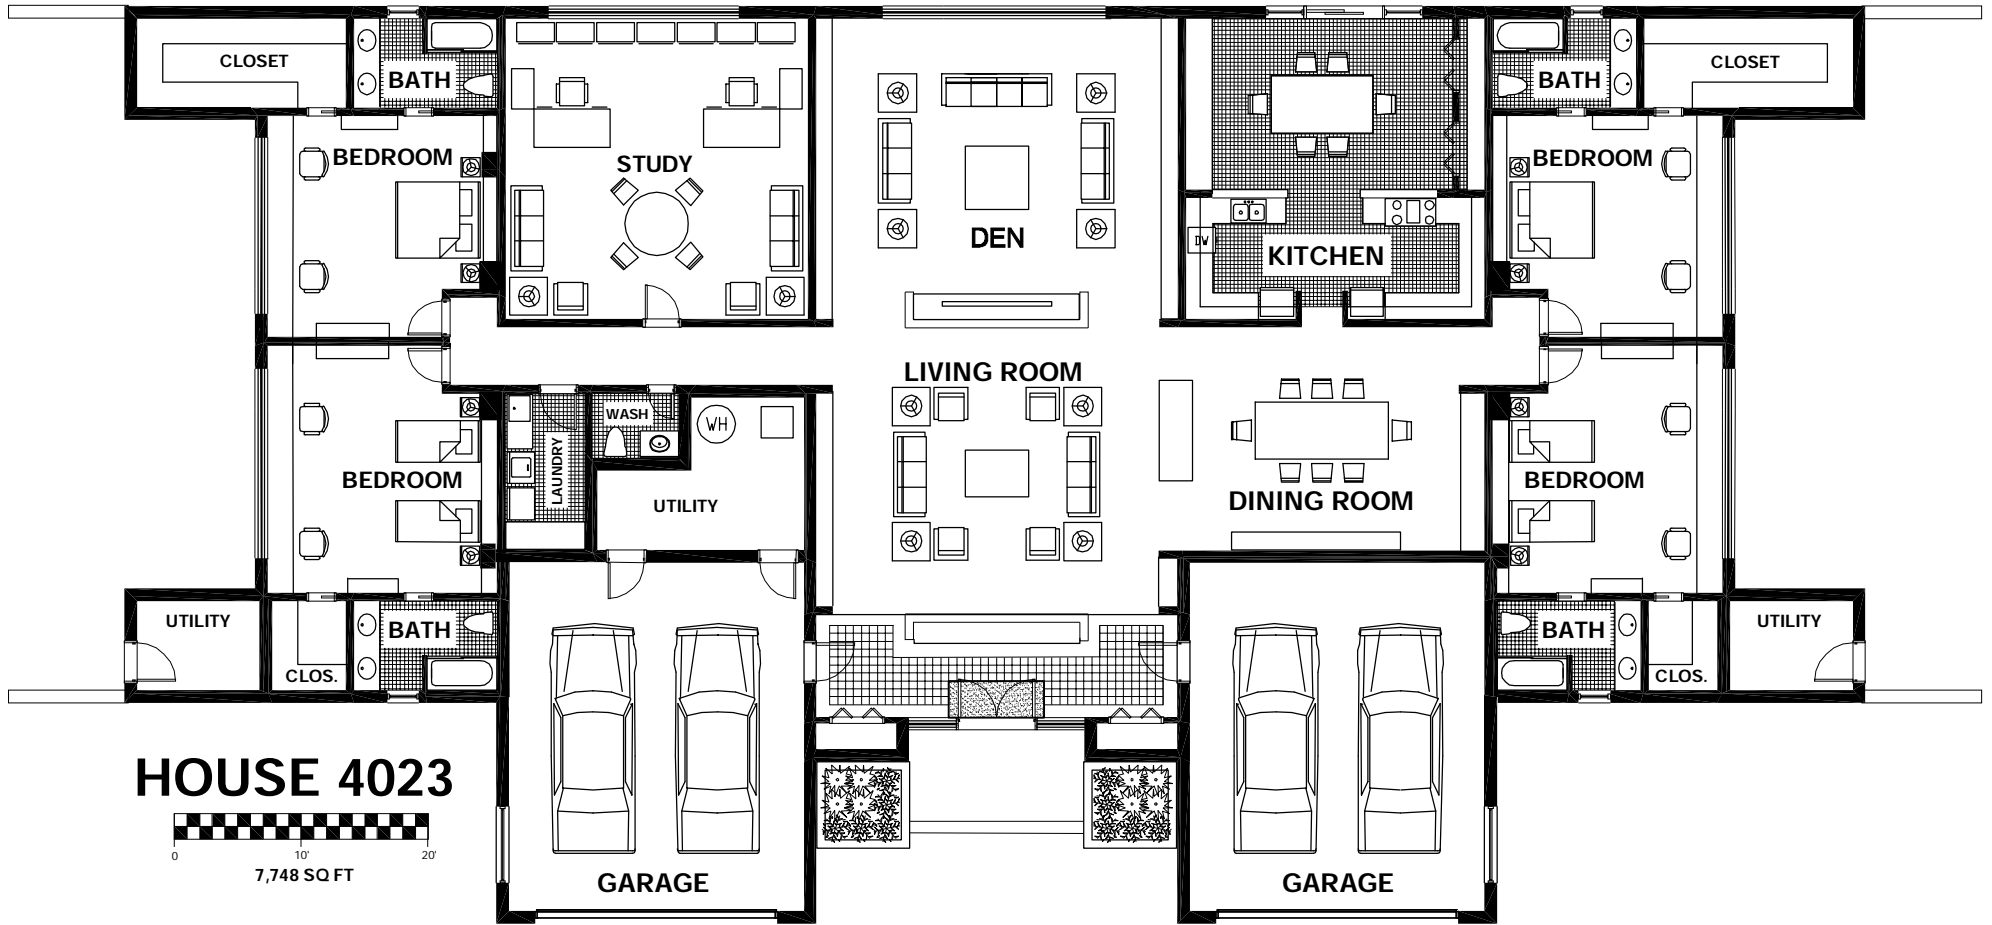 CLOSET
BATH
BATH
CLOSET
BEDROOM
STUDY
BEDROOM
DEN
DW
KITCHEN
LIVING ROOM
WASH
WH
LAUNDRY
BEDROOM
UTILITY
DINING ROOM
BEDROOM
UTILITY
CLOS.
BATH
BATH
CLOS.
UTILITY
HOUSE 4023
0 10' 20'
7,748 SQ FT
GARAGE
GARAGE